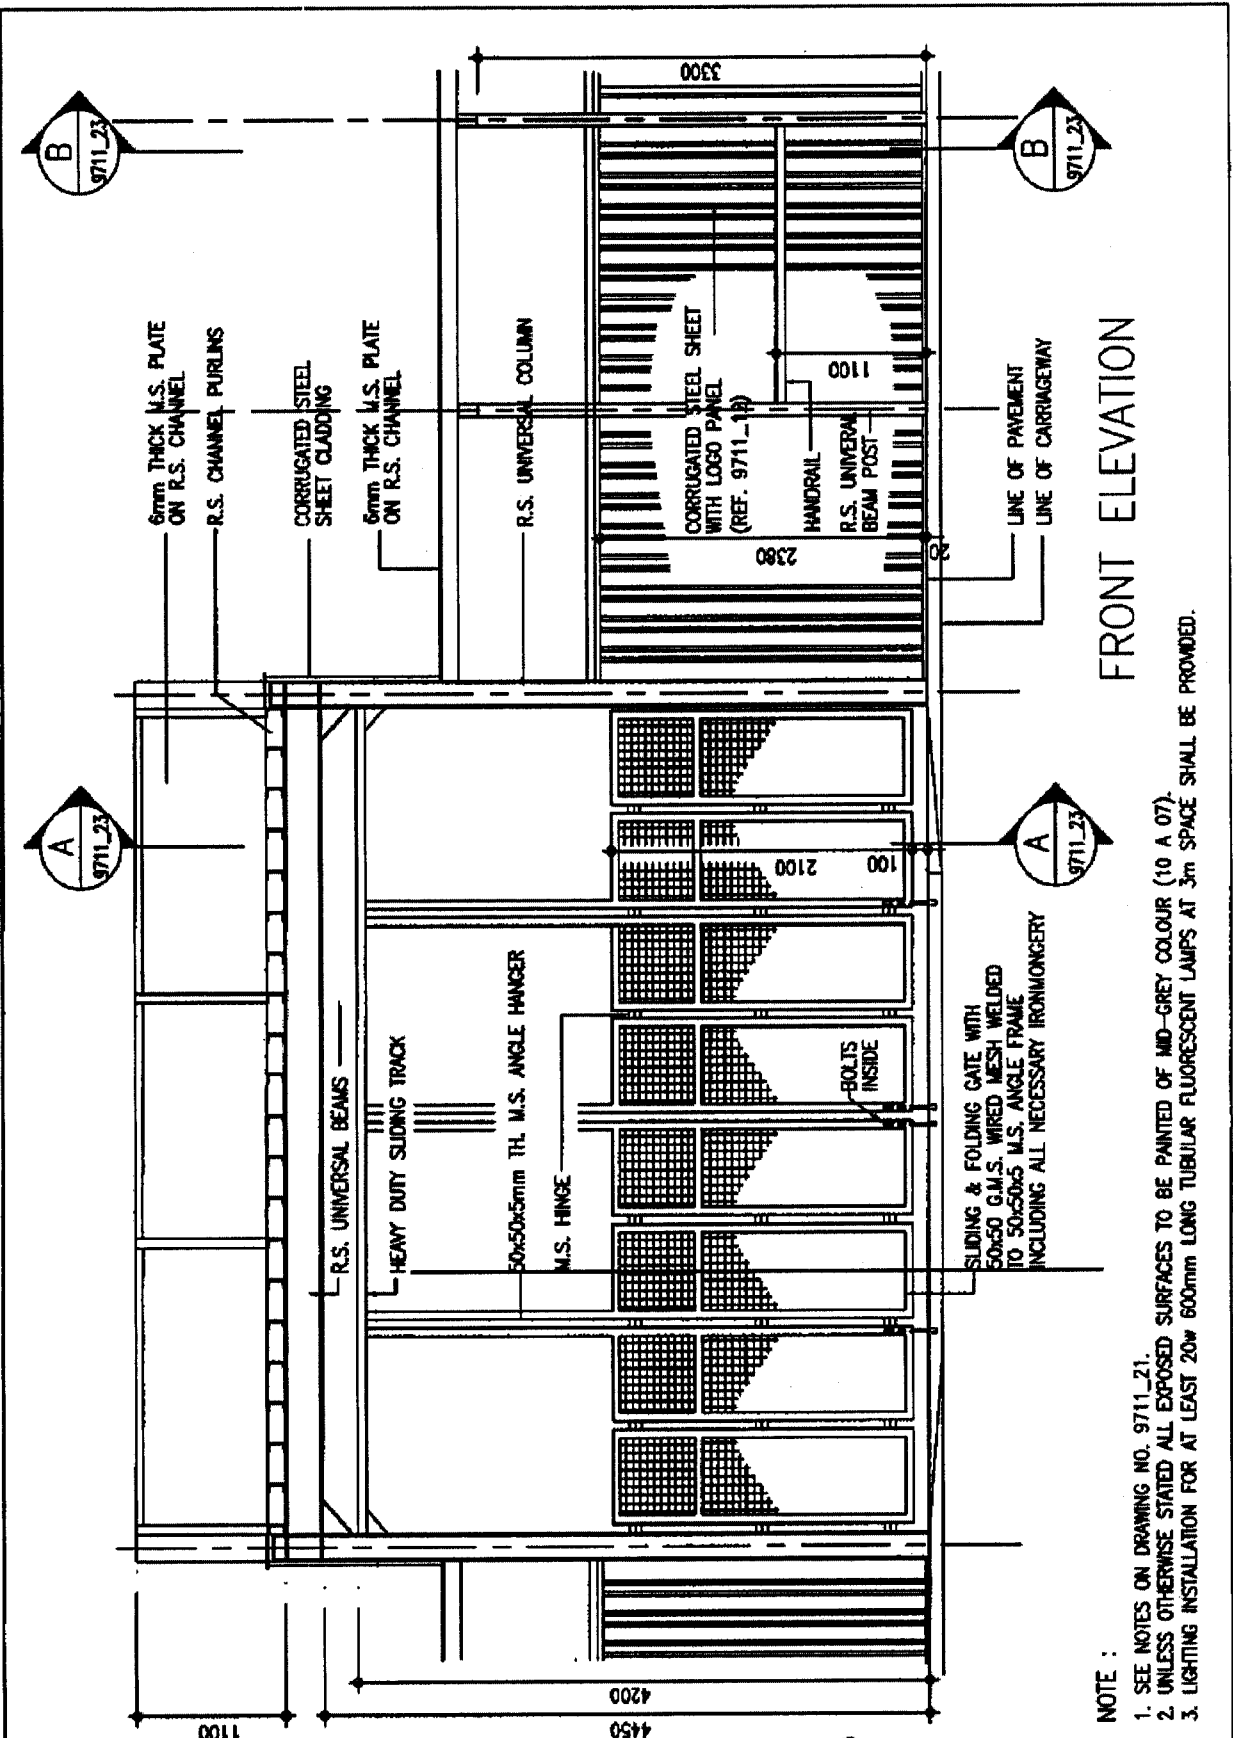 B
9711_23
A
9711_23
6mm THICK M.S. PLATE
ON R.S. CHANNEL
R.S. CHANNEL PURLINS
CORRUGATED STEEL
SHEET CLADDING
6mm THICK M.S. PLATE
ON R.S. CHANNEL
R.S. UNIVERSAL COLUMN
3300
CORRUGATED STEEL SHEET
WITH LOGO PANEL
1100
HANDRAIL
R.S. UNIVERAL
BEAM POST
2380
20
LINE OF PAVEMENT
LINE OF CARRIAGEWAY
B
9711_23
R.S. UNIVERSAL BEAMS
HEAVY DUTY SLIDING TRACK
50x50x5mm TH. M.S. ANGLE HANGER
M.S. HINGE
BOLTS
INSIDE
2100
100
SLIDING & FOLDING GATE WITH
50x50 G.M.S. WIRED MESH WELDED
TO 50x50x5 M.S. ANGLE FRAME
INCLUDING ALL NECESSARY IRONMONGERY
A
9711_23
1100
4200
4450
FRONT ELEVATION
NOTE :
1. SEE NOTES ON DRAWING NO. 9711_21.
2. UNLESS OTHERWISE STATED ALL EXPOSED SURFACES TO BE PAINTED OF MID-GREY COLOUR (10 A 07).
3. LIGHTING INSTALLATION FOR AT LEAST 20w 600mm LONG TUBULAR FLUORESCENT LAMPS AT 3m SPACE SHALL BE PROVIDED.